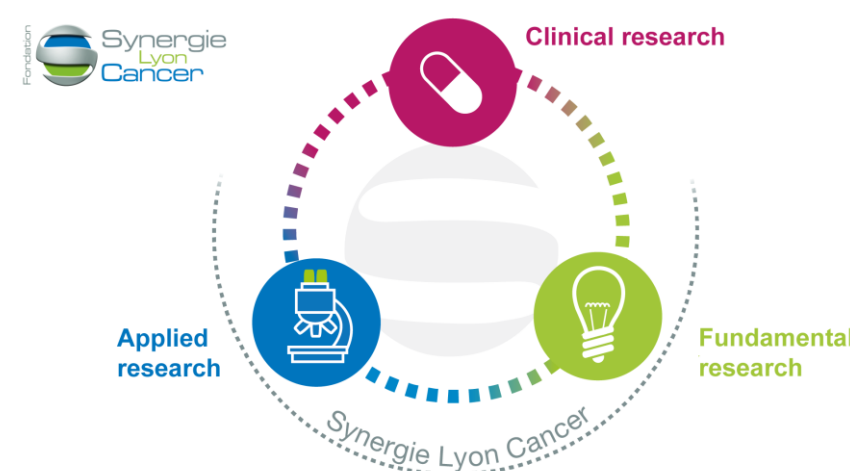 Fondation
Synergie
Lyon
Cancer
Clinical research
Applied
research
Fundamental
research
Synergie Lyon Cancer